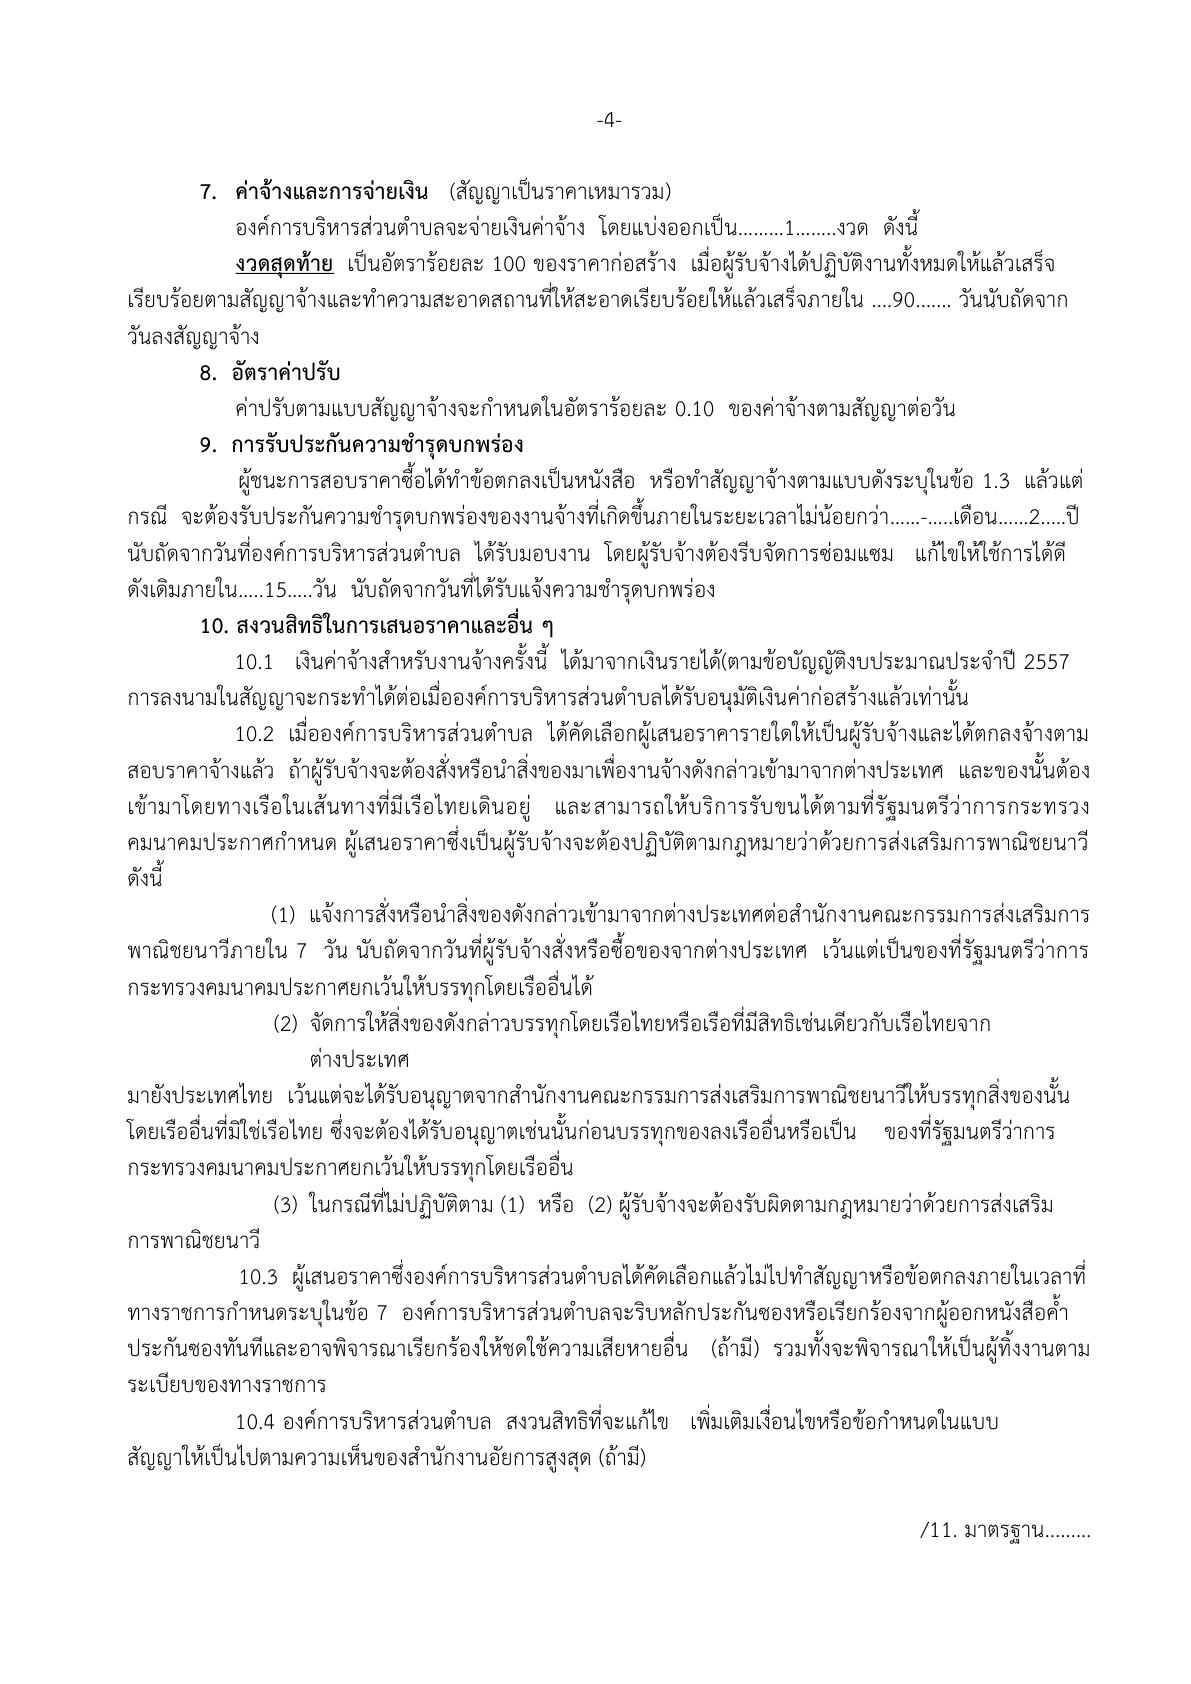 -4-
7. ค่าจ้างและการจ่ายเงิน (สัญญาเป็นราคาเหมารวม)
องค์การบริหารส่วนตำบลจะจ่ายเงินค่าจ้าง โดยแบ่งออกเป็น.........1........งวด ดังนี้
งวดสุดท้าย เป็นอัตราร้อยละ 100 ของราคาก่อสร้าง เมื่อผู้รับจ้างได้ปฏิบัติงานทั้งหมดให้แล้วเสร็จ
เรียบร้อยตามสัญญาจ้างและทำความสะอาดสถานที่ให้สะอาดเรียบร้อยให้แล้วเสร็จภายใน ....90....... วันนับถัดจาก
วันลงสัญญาจ้าง
8. อัตราค่าปรับ
ค่าปรับตามแบบสัญญาจ้างจะกำหนดในอัตราร้อยละ 0.10 ของค่าจ้างตามสัญญาต่อวัน
9. การรับประกันความชำรุดบกพร่อง
ผู้ชนะการสอบราคาซื้อได้ทำข้อตกลงเป็นหนังสือ หรือทำสัญญาจ้างตามแบบดังระบุในข้อ 1.3 แล้วแต่
กรณี จะต้องรับประกันความชำรุดบกพร่องของงานจ้างที่เกิดขึ้นภายในระยะเวลาไม่น้อยกว่า......-.....เดือน......2.....ปี
นับถัดจากวันที่องค์การบริหารส่วนตำบล ได้รับมอบงาน โดยผู้รับจ้างต้องรีบจัดการซ่อมแซม แก้ไขให้ใช้การได้ดี
ดังเดิมภายใน.....15.....วัน นับถัดจากวันที่ได้รับแจ้งความชำรุดบกพร่อง
10. สงวนสิทธิในการเสนอราคาและอื่น ๆ
10.1 เงินค่าจ้างสำหรับงานจ้างครั้งนี้ ได้มาจากเงินรายได้(ตามข้อบัญญัติงบประมาณประจำปี 2557
การลงนามในสัญญาจะกระทำได้ต่อเมื่อองค์การบริหารส่วนตำบลได้รับอนุมัติเงินค่าก่อสร้างแล้วเท่านั้น
10.2 เมื่อองค์การบริหารส่วนตำบล ได้คัดเลือกผู้เสนอราคารายใดให้เป็นผู้รับจ้างและได้ตกลงจ้างตาม
สอบราคาจ้างแล้ว ถ้าผู้รับจ้างจะต้องสั่งหรือนำสิ่งของมาเพื่องานจ้างดังกล่าวเข้ามาจากต่างประเทศ และของนั้นต้อง
เข้ามาโดยทางเรือในเส้นทางที่มีเรือไทยเดินอยู่ และสามารถให้บริการรับขนได้ตามที่รัฐมนตรีว่าการกระทรวง
คมนาคมประกาศกำหนด ผู้เสนอราคาซึ่งเป็นผู้รับจ้างจะต้องปฏิบัติตามกฎหมายว่าด้วยการส่งเสริมการพาณิชยนาวี
ดังนี้
(1) แจ้งการสั่งหรือนำสิ่งของดังกล่าวเข้ามาจากต่างประเทศต่อสำนักงานคณะกรรมการส่งเสริมการ
พาณิชยนาวีภายใน 7 วัน นับถัดจากวันที่ผู้รับจ้างสั่งหรือซื้อของจากต่างประเทศ เว้นแต่เป็นของที่รัฐมนตรีว่าการ
กระทรวงคมนาคมประกาศยกเว้นให้บรรทุกโดยเรืออื่นได้
(2) จัดการให้สิ่งของดังกล่าวบรรทุกโดยเรือไทยหรือเรือที่มีสิทธิเช่นเดียวกับเรือไทยจาก
ต่างประเทศ
มายังประเทศไทย เว้นแต่จะได้รับอนุญาตจากสำนักงานคณะกรรมการส่งเสริมการพาณิชยนาวีให้บรรทุกสิ่งของนั้น
โดยเรืออื่นที่มิใช่เรือไทย ซึ่งจะต้องได้รับอนุญาตเช่นนั้นก่อนบรรทุกของลงเรืออื่นหรือเป็น ของที่รัฐมนตรีว่าการ
กระทรวงคมนาคมประกาศยกเว้นให้บรรทุกโดยเรืออื่น
(3) ในกรณีที่ไม่ปฏิบัติตาม (1) หรือ (2) ผู้รับจ้างจะต้องรับผิดตามกฎหมายว่าด้วยการส่งเสริม
การพาณิชยนาวี
10.3 ผู้เสนอราคาซึ่งองค์การบริหารส่วนตำบลได้คัดเลือกแล้วไม่ไปทำสัญญาหรือข้อตกลงภายในเวลาที่
ทางราชการกำหนดระบุในข้อ 7 องค์การบริหารส่วนตำบลจะริบหลักประกันซองหรือเรียกร้องจากผู้ออกหนังสือค้ำ
ประกันซองทันทีและอาจพิจารณาเรียกร้องให้ชดใช้ความเสียหายอื่น (ถ้ามี) รวมทั้งจะพิจารณาให้เป็นผู้ทิ้งงานตาม
ระเบียบของทางราชการ
10.4 องค์การบริหารส่วนตำบล สงวนสิทธิที่จะแก้ไข เพิ่มเติมเงื่อนไขหรือข้อกำหนดในแบบ
สัญญาให้เป็นไปตามความเห็นของสำนักงานอัยการสูงสุด (ถ้ามี)
/11. มาตรฐาน.........